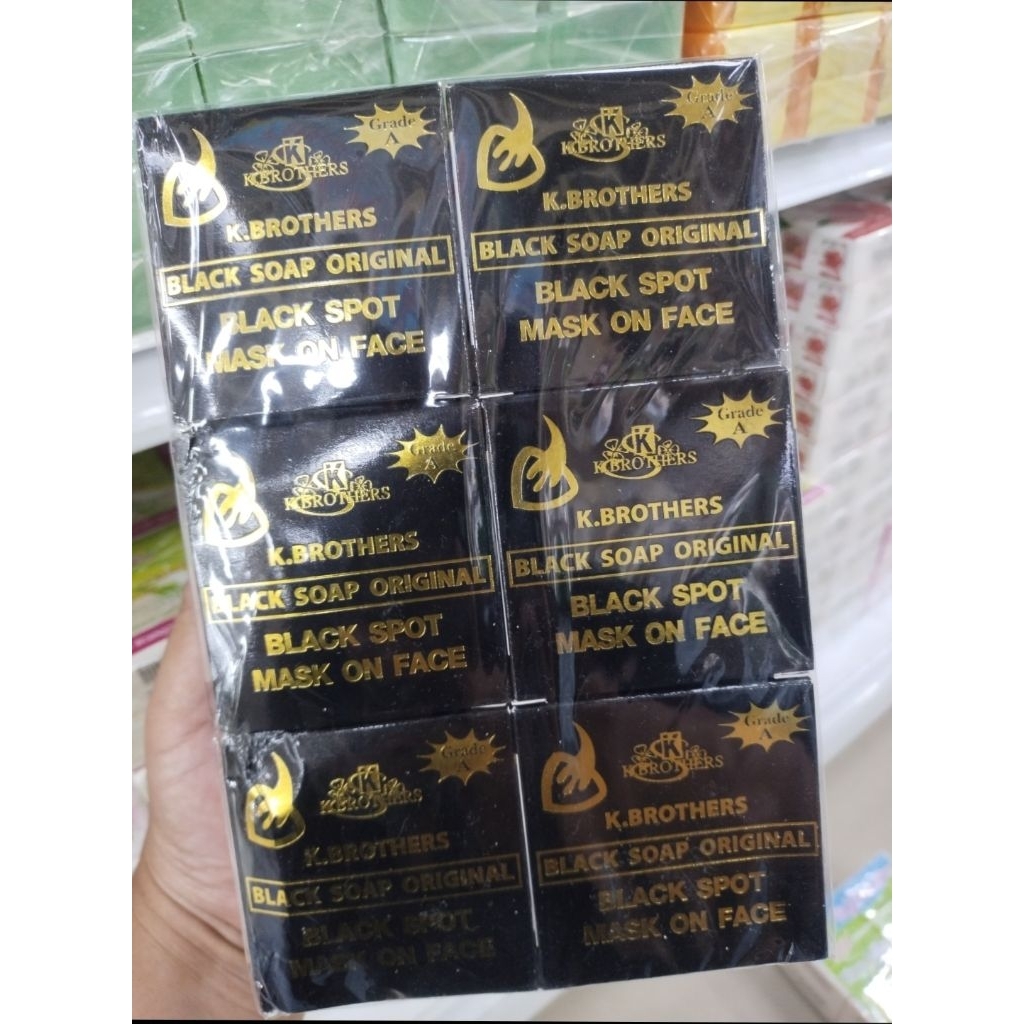 Grade
A
K
K.BROTHERS
K.BROTHERS
BLACK SOAP ORIGINAL
BLACK SPOT
MASK ON FACE
Grade
A
K
K.BROTHERS
K.BROTHERS
BLACK SOAP ORIGINAL
BLACK SPOT
MASK ON FACE
Grade
A
K
K.BROTHERS
K.BROTHERS
BLACK SOAP ORIGINAL
BLACK SPOT
MASK ON FACE
Grade
A
K
K.BROTHERS
K.BROTHERS
BLACK SOAP ORIGINAL
BLACK SPOT
MASK ON FACE
Grade
A
K
K.BROTHERS
K.BROTHERS
BLACK SOAP ORIGINAL
BLACK SPOT
MASK ON FACE
Grade
A
K
K.BROTHERS
K.BROTHERS
BLACK SOAP ORIGINAL
BLACK SPOT
MASK ON FACE